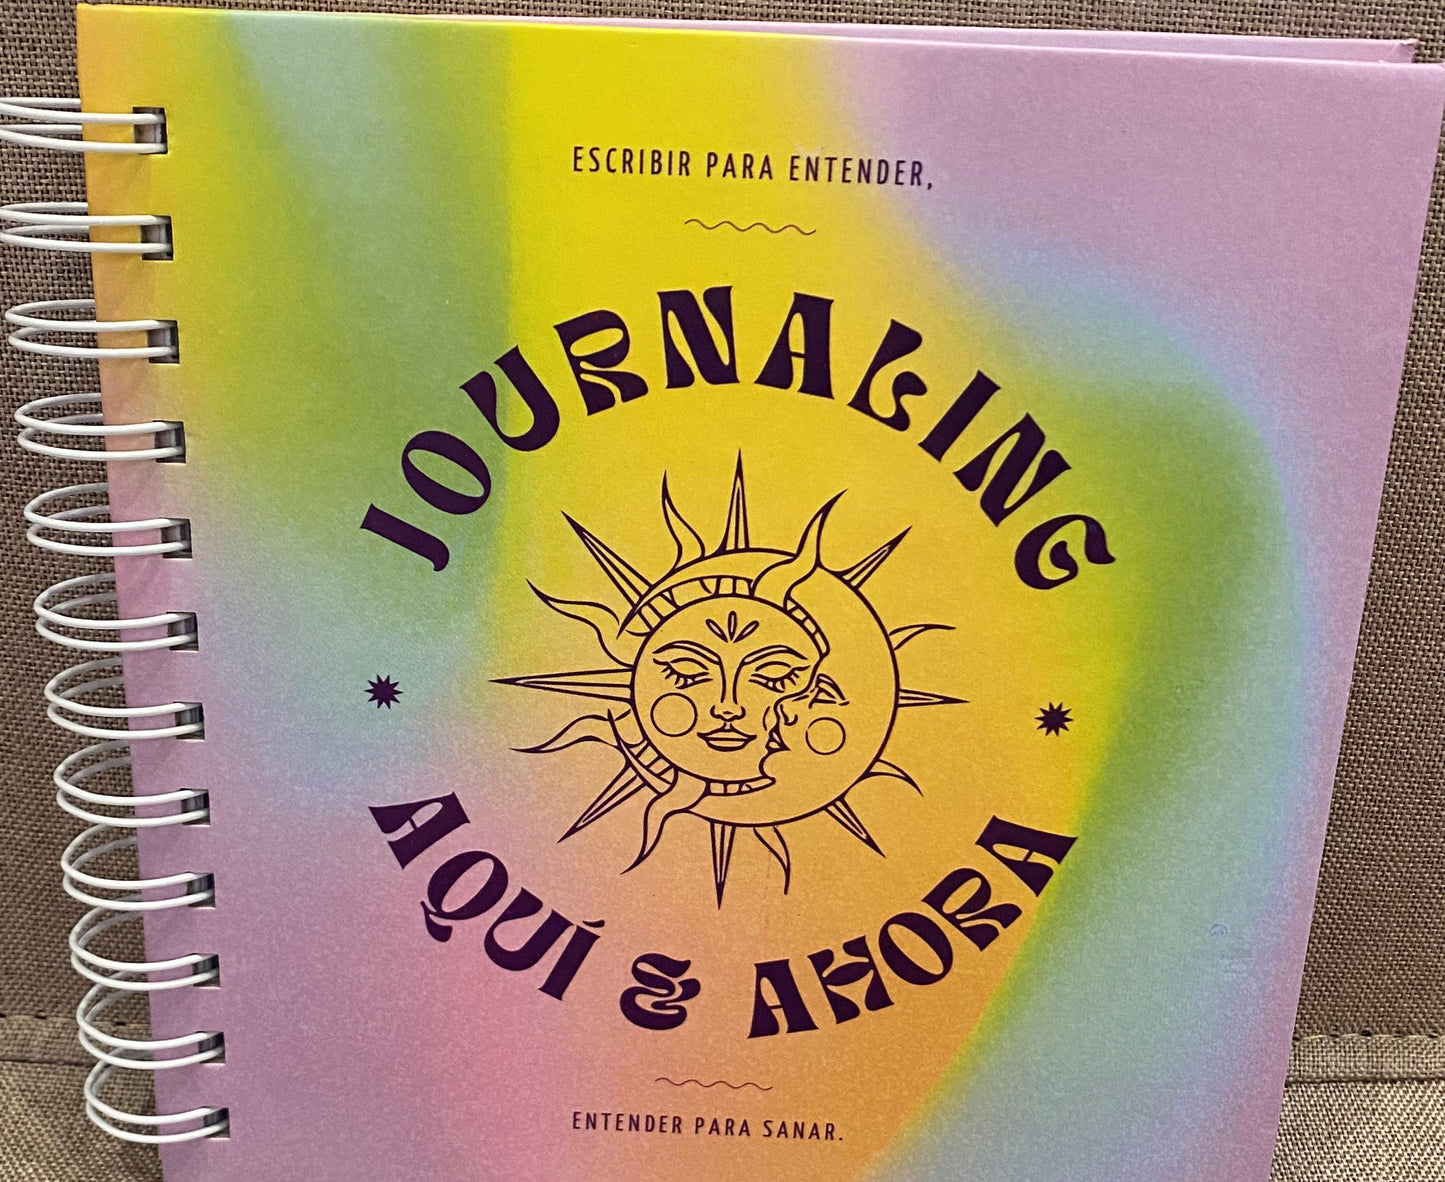 ESCRIBIR PARA ENTENDER,
JOURNALING
AQUÍ & AHORA
ENTENDER PARA SANAR.